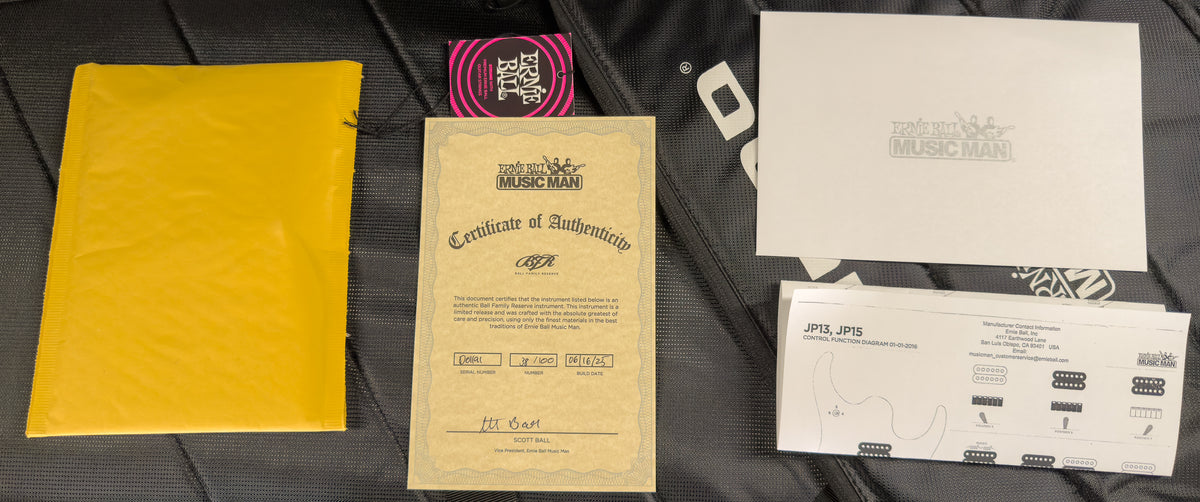 ERNIE
BALL
ERNIE BALL
MUSIC MAN
Certificate of Authenticity
BFR
BALL FAMILY RESERVE
This document certifies that the instrument listed below is an
authentic Ball Family Reserve instrument. This instrument is a
limited release and was crafted with the absolute greatest of
care and precision, using only the finest materials in the best
traditions of Ernie Ball Music Man.
38 /100
06/16/25
SERIAL NUMBER
NUMBER
BUILD DATE
SCOTT BALL
Vice President, Ernie Ball Music Man
®
ERNIE BALL
MUSIC MAN
JP13, JP15
CONTROL FUNCTION DIAGRAM 01-01-2016
Manufacturer Contact Information
Ernie Ball, Inc
4117 Earthwood Lane
San Luis Obispo, CA 93401 USA
Email:
musicman_customerservice@ernieball.com
ERNIE BALL
MUSIC MAN